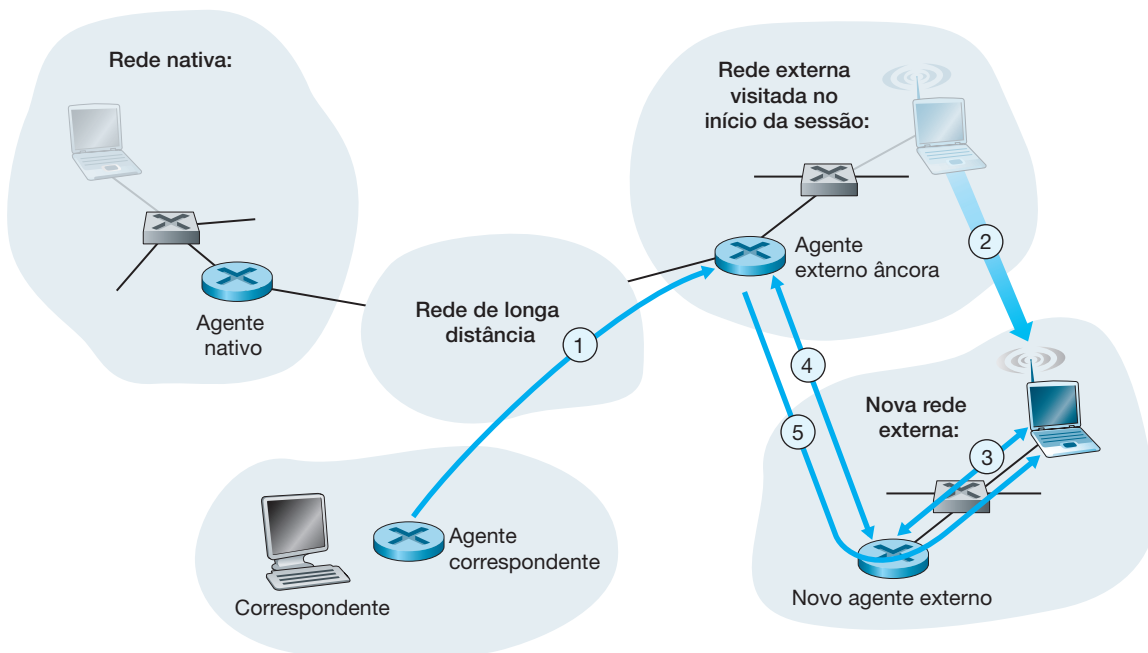 Rede nativa:
Agente
nativo
Rede de longa
distância
1
Rede externa
visitada no
início da sessão:
Agente
externo âncora
2
4
5
Nova rede
externa:
3
Novo agente externo
Agente
correspondente
Correspondente